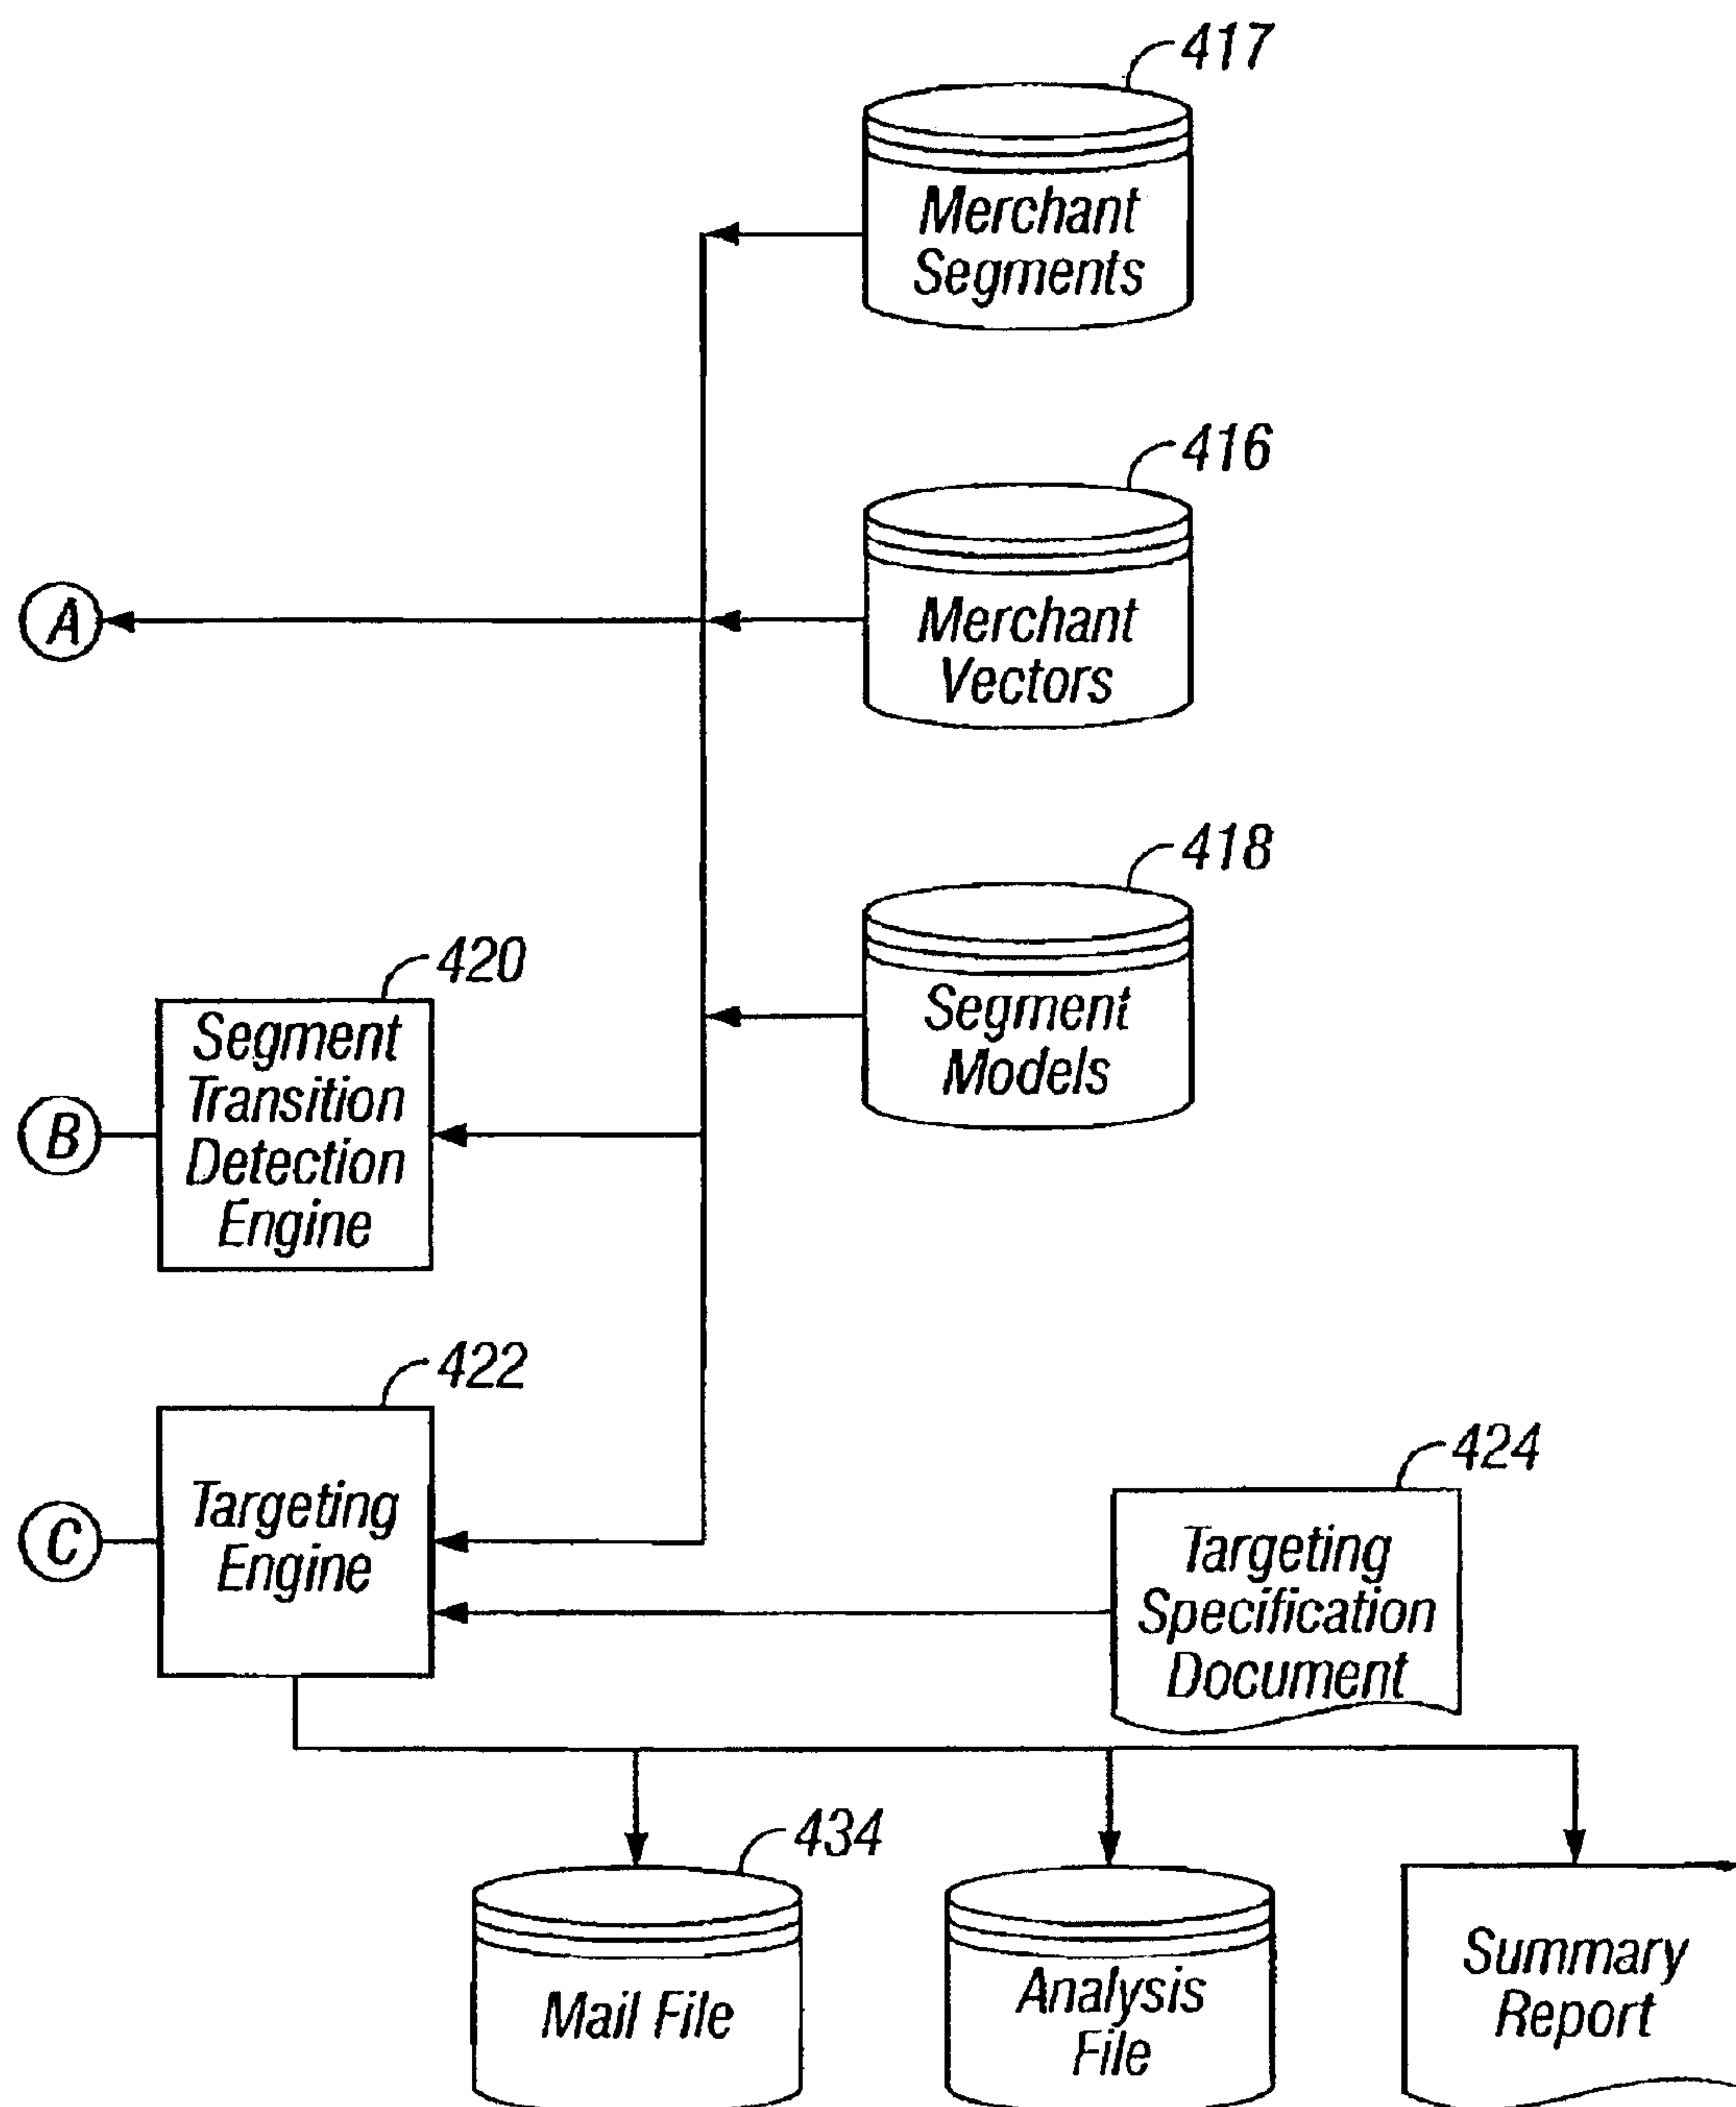 417
Merchant
Segments
416
A
Merchant
Vectors
418
420
Segment
Models
Segment
Transition
Detection
Engine
B
422
424
Targeting
Engine
C
Targeting
Specification
Document
434
Mail File
Analysis
File
Summary
Report